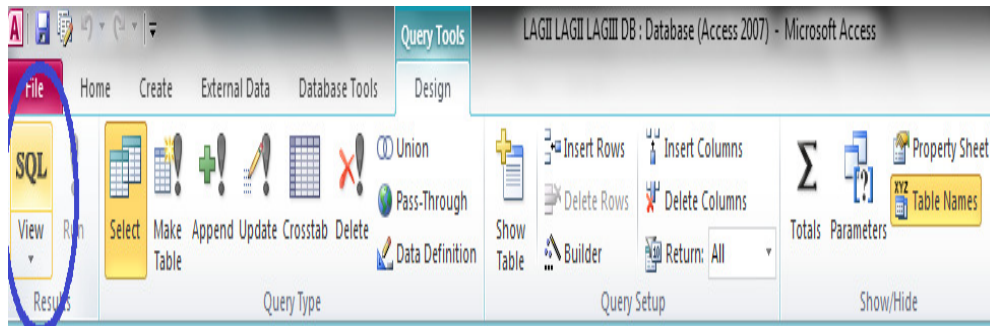 A
Query Tools
LAGII LAGII LAGIII DB : Database (Access 2007) - Microsoft Access
File Home Create External Data Database Tools Design
SQL
View
Run
Results
Select
Make Table
Append
Update
Crosstab
Delete
Union
Pass-Through
Data Definition
Query Type
Show Table
Insert Rows
Delete Rows
Builder
Insert Columns
Delete Columns
Return: All
Query Setup
Σ
Totals
[?]
Parameters
Property Sheet
XYZ
Table Names
Show/Hide